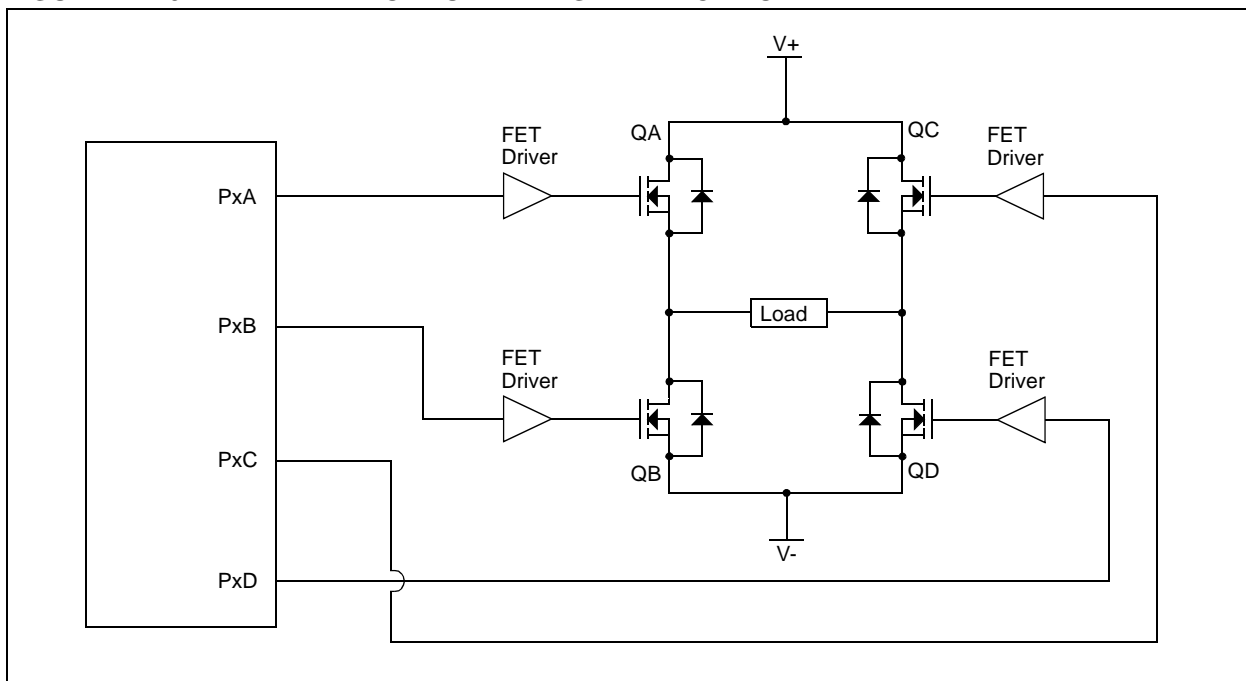 V+
FET
Driver
QA
QC
FET
Driver
PxA
PxB
Load
FET
Driver
FET
Driver
PxC
QB
QD
V-
PxD